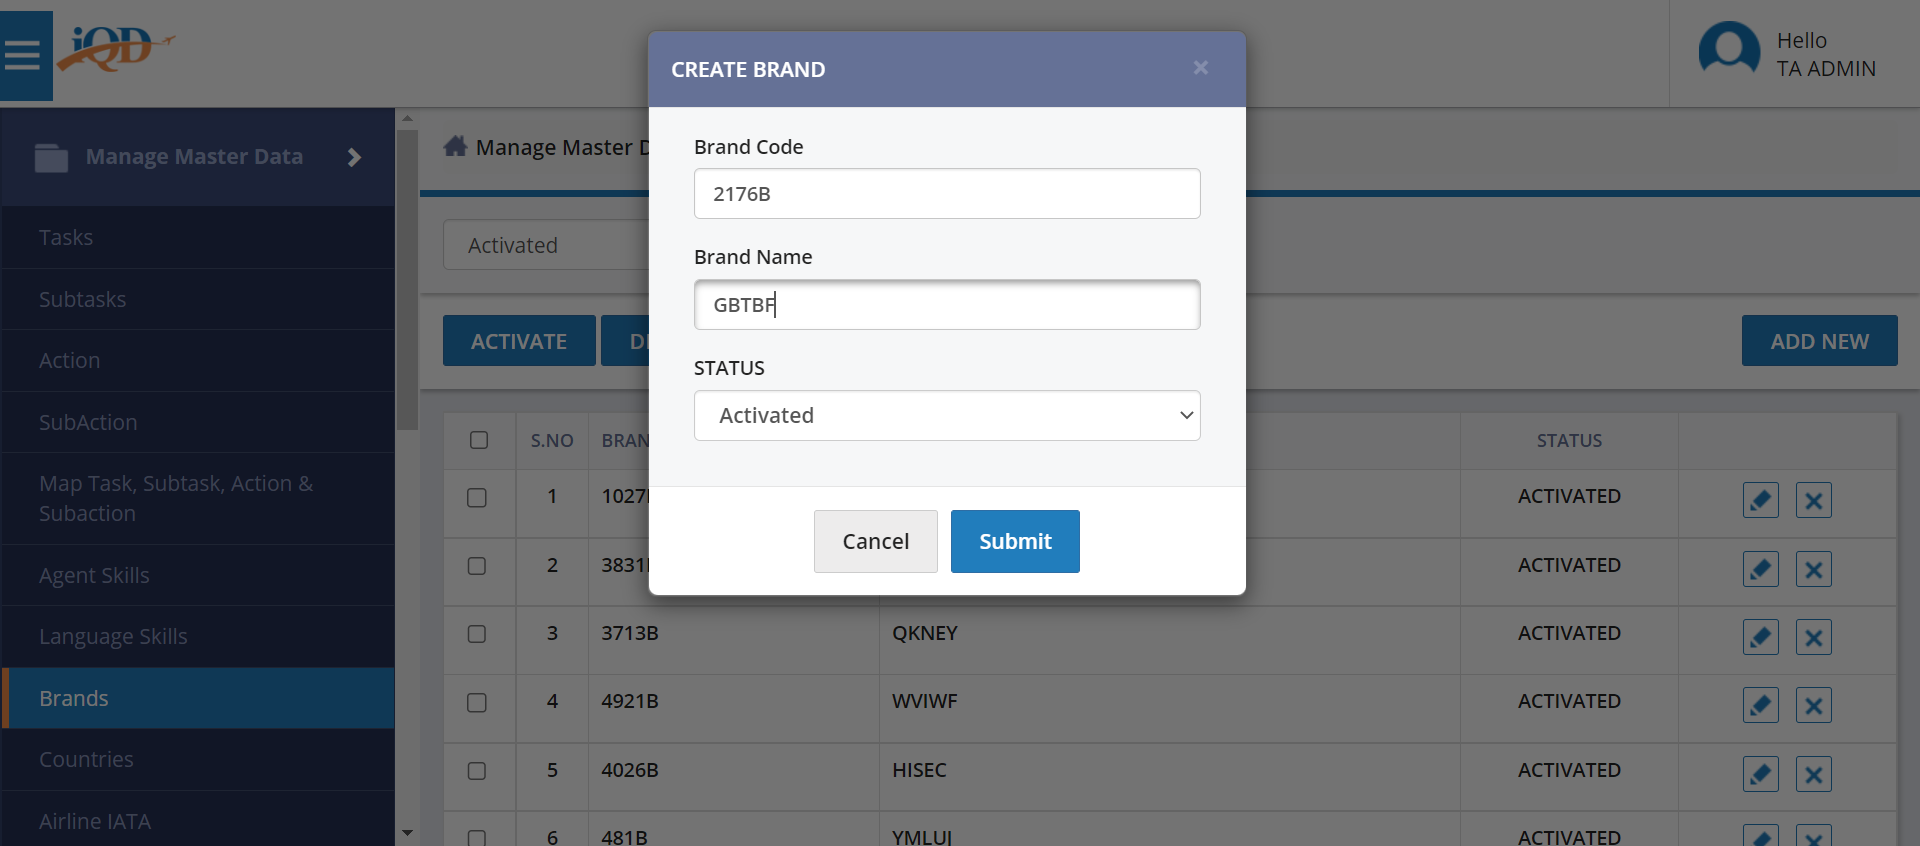 iQD
Hello
TA ADMIN
CREATE BRAND
×
Manage Master Data
Manage Master D
Brand Code
2176B
Brand Name
GBTBF
STATUS
Activated
Cancel
Submit
Tasks
Subtasks
Action
SubAction
Map Task, Subtask, Action &
Subaction
Agent Skills
Language Skills
Brands
Countries
Airline IATA
Activated
ACTIVATE
ADD NEW
S.NO BRAN STATUS
1 1027 ACTIVATED
2 3831 ACTIVATED
3 3713B QKNEY ACTIVATED
4 4921B WVIWF ACTIVATED
5 4026B HISEC ACTIVATED
6 481B YMLUJ ACTIVATED